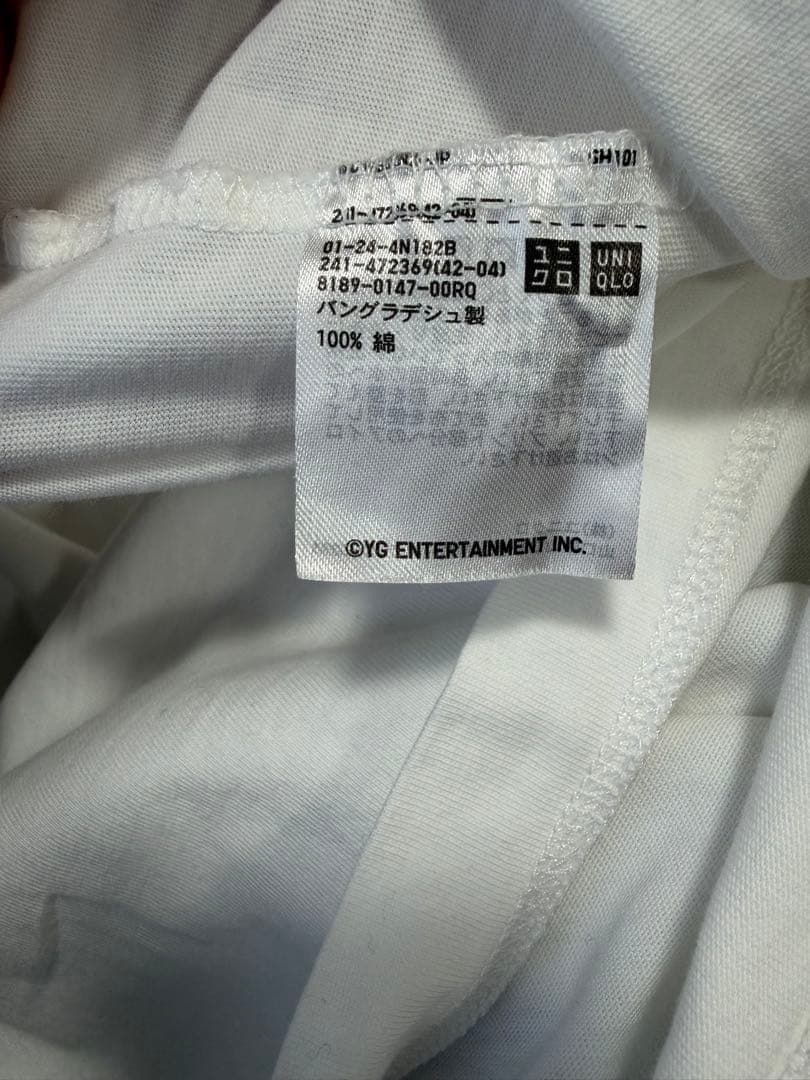 SH101
01-24-4N182B
241-472369(42-04)
8189-0147-00RQ
バングラデシュ製
100% 綿
ユニ
クロ
UNI
QLO
©YG ENTERTAINMENT INC.